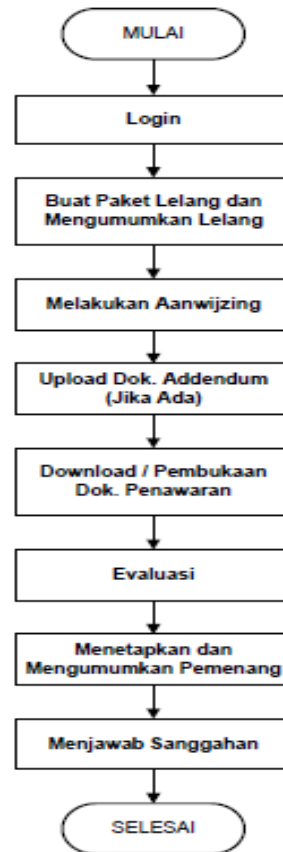 MULAI
Login
Buat Paket Lelang dan
Mengumumkan Lelang
Melakukan Aanwijzing
Upload Dok. Addendum
(Jika Ada)
Download / Pembukaan
Dok. Penawaran
Evaluasi
Menetapkan dan
Mengumumkan Pemenang
Menjawab Sanggahan
SELESAI